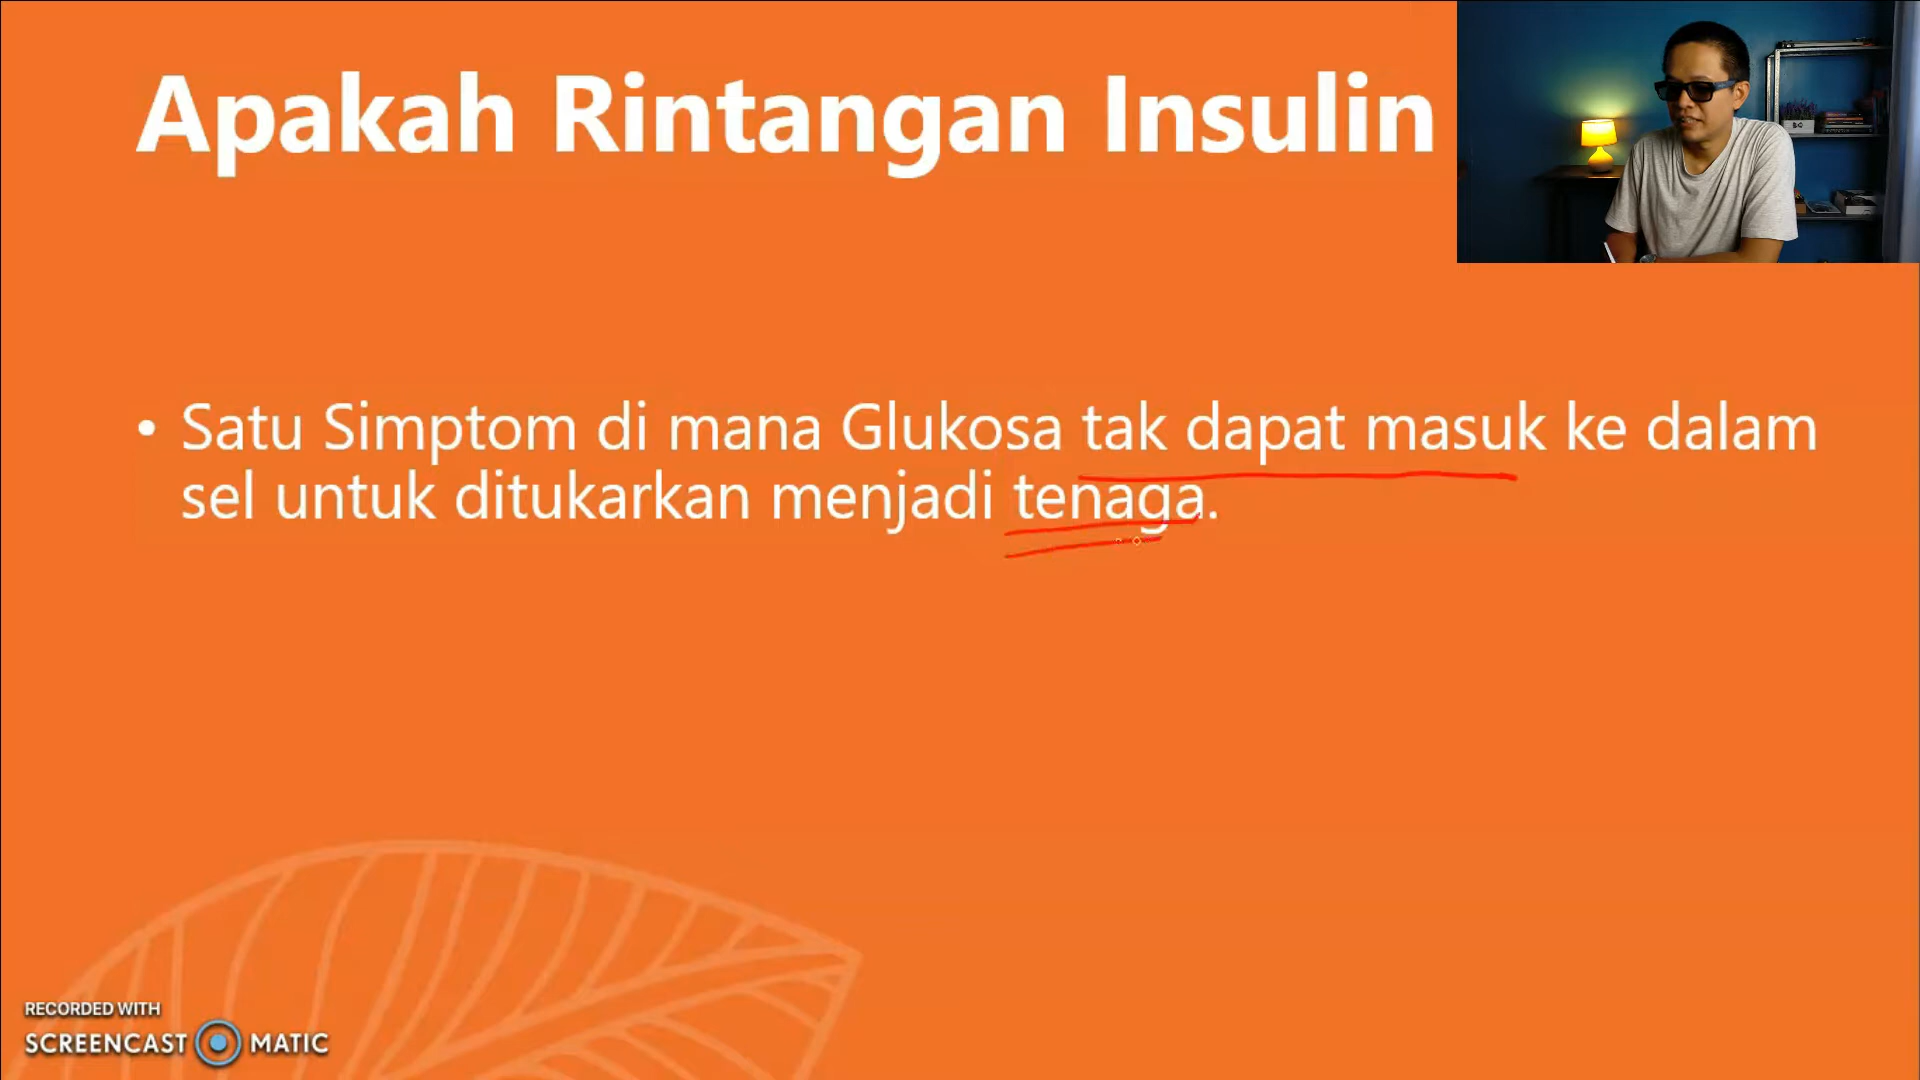 Apakah Rintangan Insulin
• Satu Simptom di mana Glukosa tak dapat masuk ke dalam
sel untuk ditukarkan menjadi tenaga.
RECORDED WITH
SCREENCAST MATIC